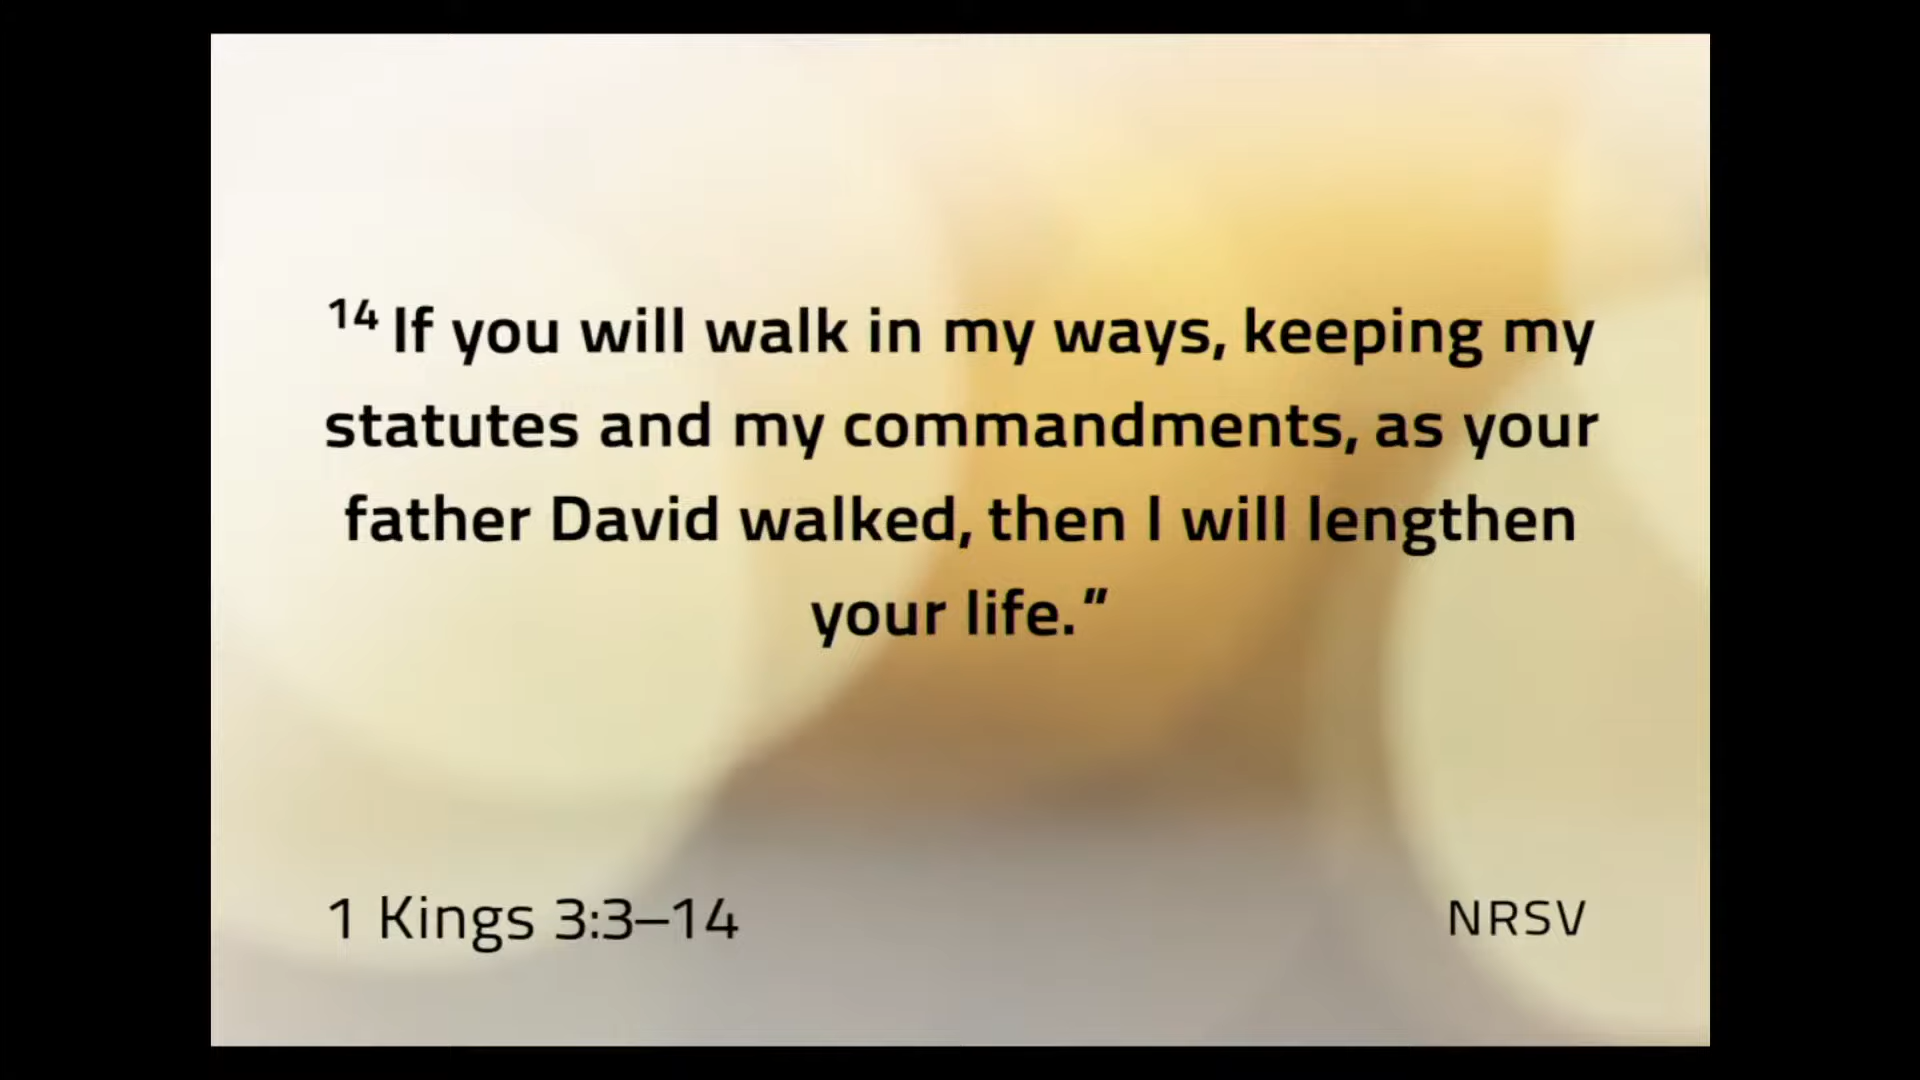 ¹⁴ If you will walk in my ways, keeping my
statutes and my commandments, as your
father David walked, then I will lengthen
your life."
1 Kings 3:3–14
NRSV